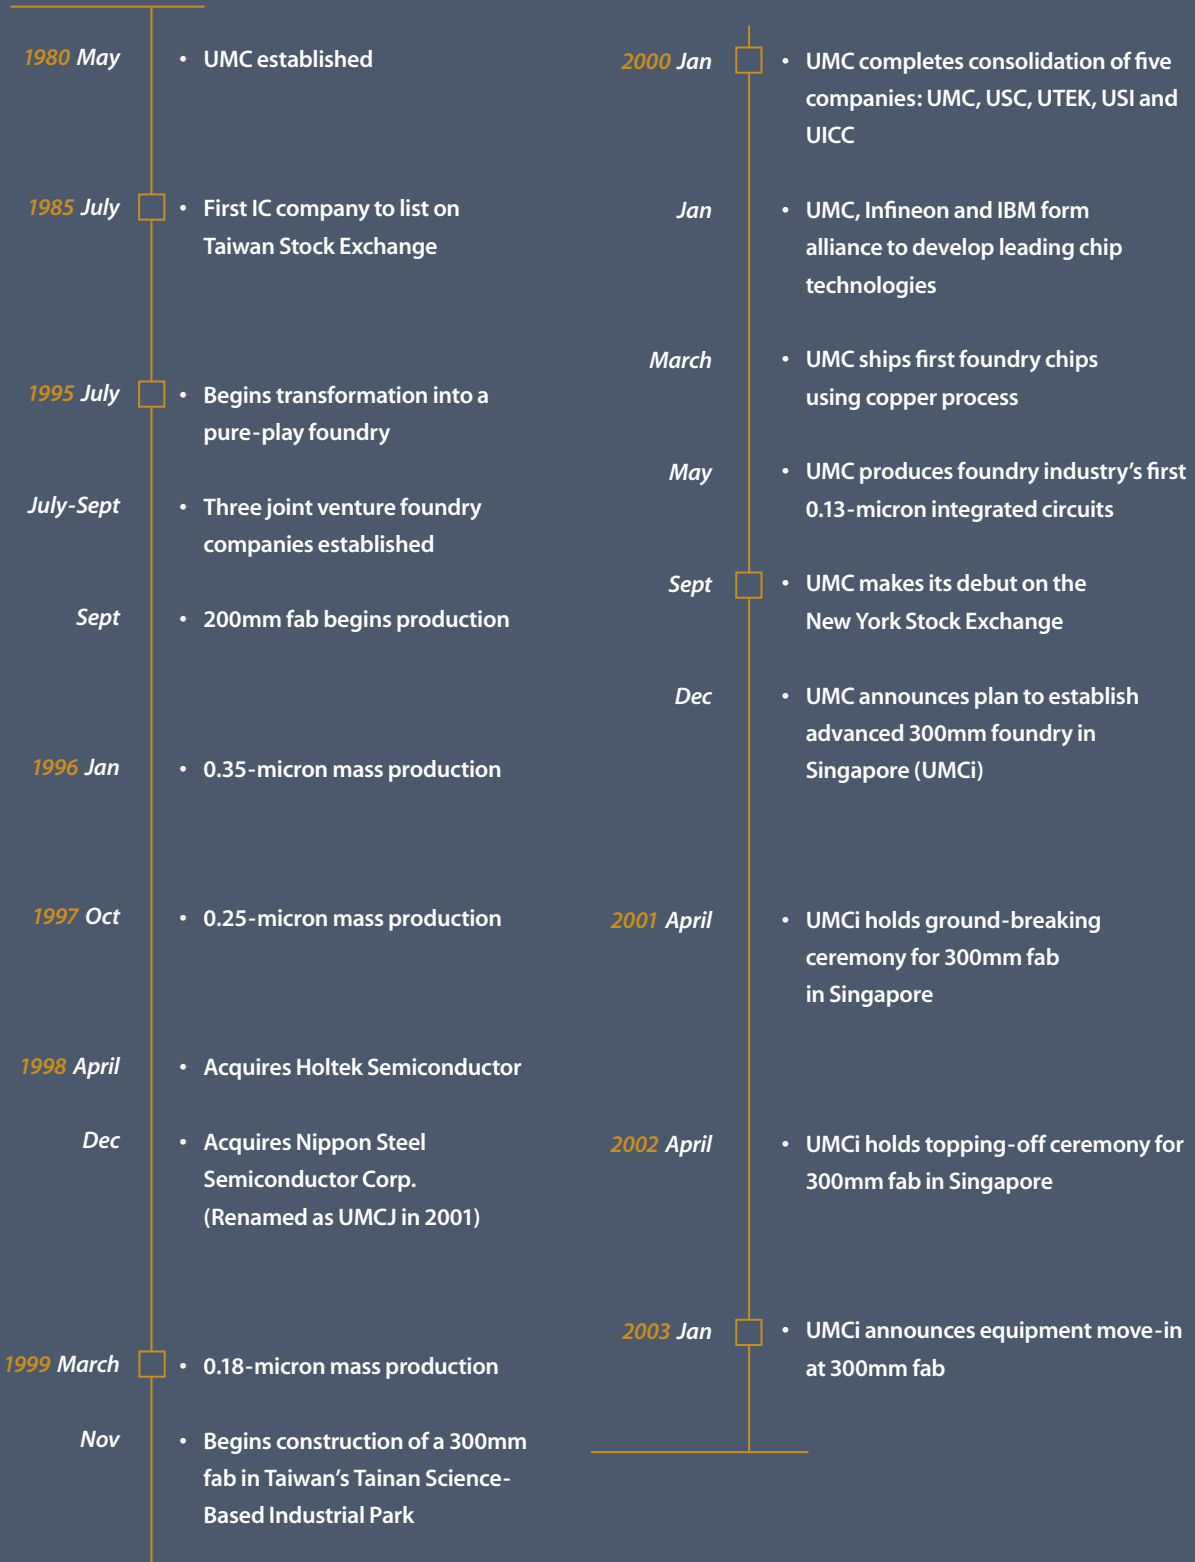 1980 May • UMC established
1985 July • First IC company to list on
Taiwan Stock Exchange
1995 July • Begins transformation into a
pure-play foundry
July-Sept • Three joint venture foundry
companies established
Sept • 200mm fab begins production
1996 Jan • 0.35-micron mass production
1997 Oct • 0.25-micron mass production
1998 April • Acquires Holtek Semiconductor
Dec • Acquires Nippon Steel
Semiconductor Corp.
(Renamed as UMCJ in 2001)
1999 March • 0.18-micron mass production
Nov • Begins construction of a 300mm
fab in Taiwan’s Tainan Science-
Based Industrial Park
2000 Jan • UMC completes consolidation of five
companies: UMC, USC, UTEK, USI and
UICC
Jan • UMC, Infineon and IBM form
alliance to develop leading chip
technologies
March • UMC ships first foundry chips
using copper process
May • UMC produces foundry industry’s first
0.13-micron integrated circuits
Sept • UMC makes its debut on the
New York Stock Exchange
Dec • UMC announces plan to establish
advanced 300mm foundry in
Singapore (UMCi)
2001 April • UMCi holds ground-breaking
ceremony for 300mm fab
in Singapore
2002 April • UMCi holds topping-off ceremony for
300mm fab in Singapore
2003 Jan • UMCi announces equipment move-in
at 300mm fab